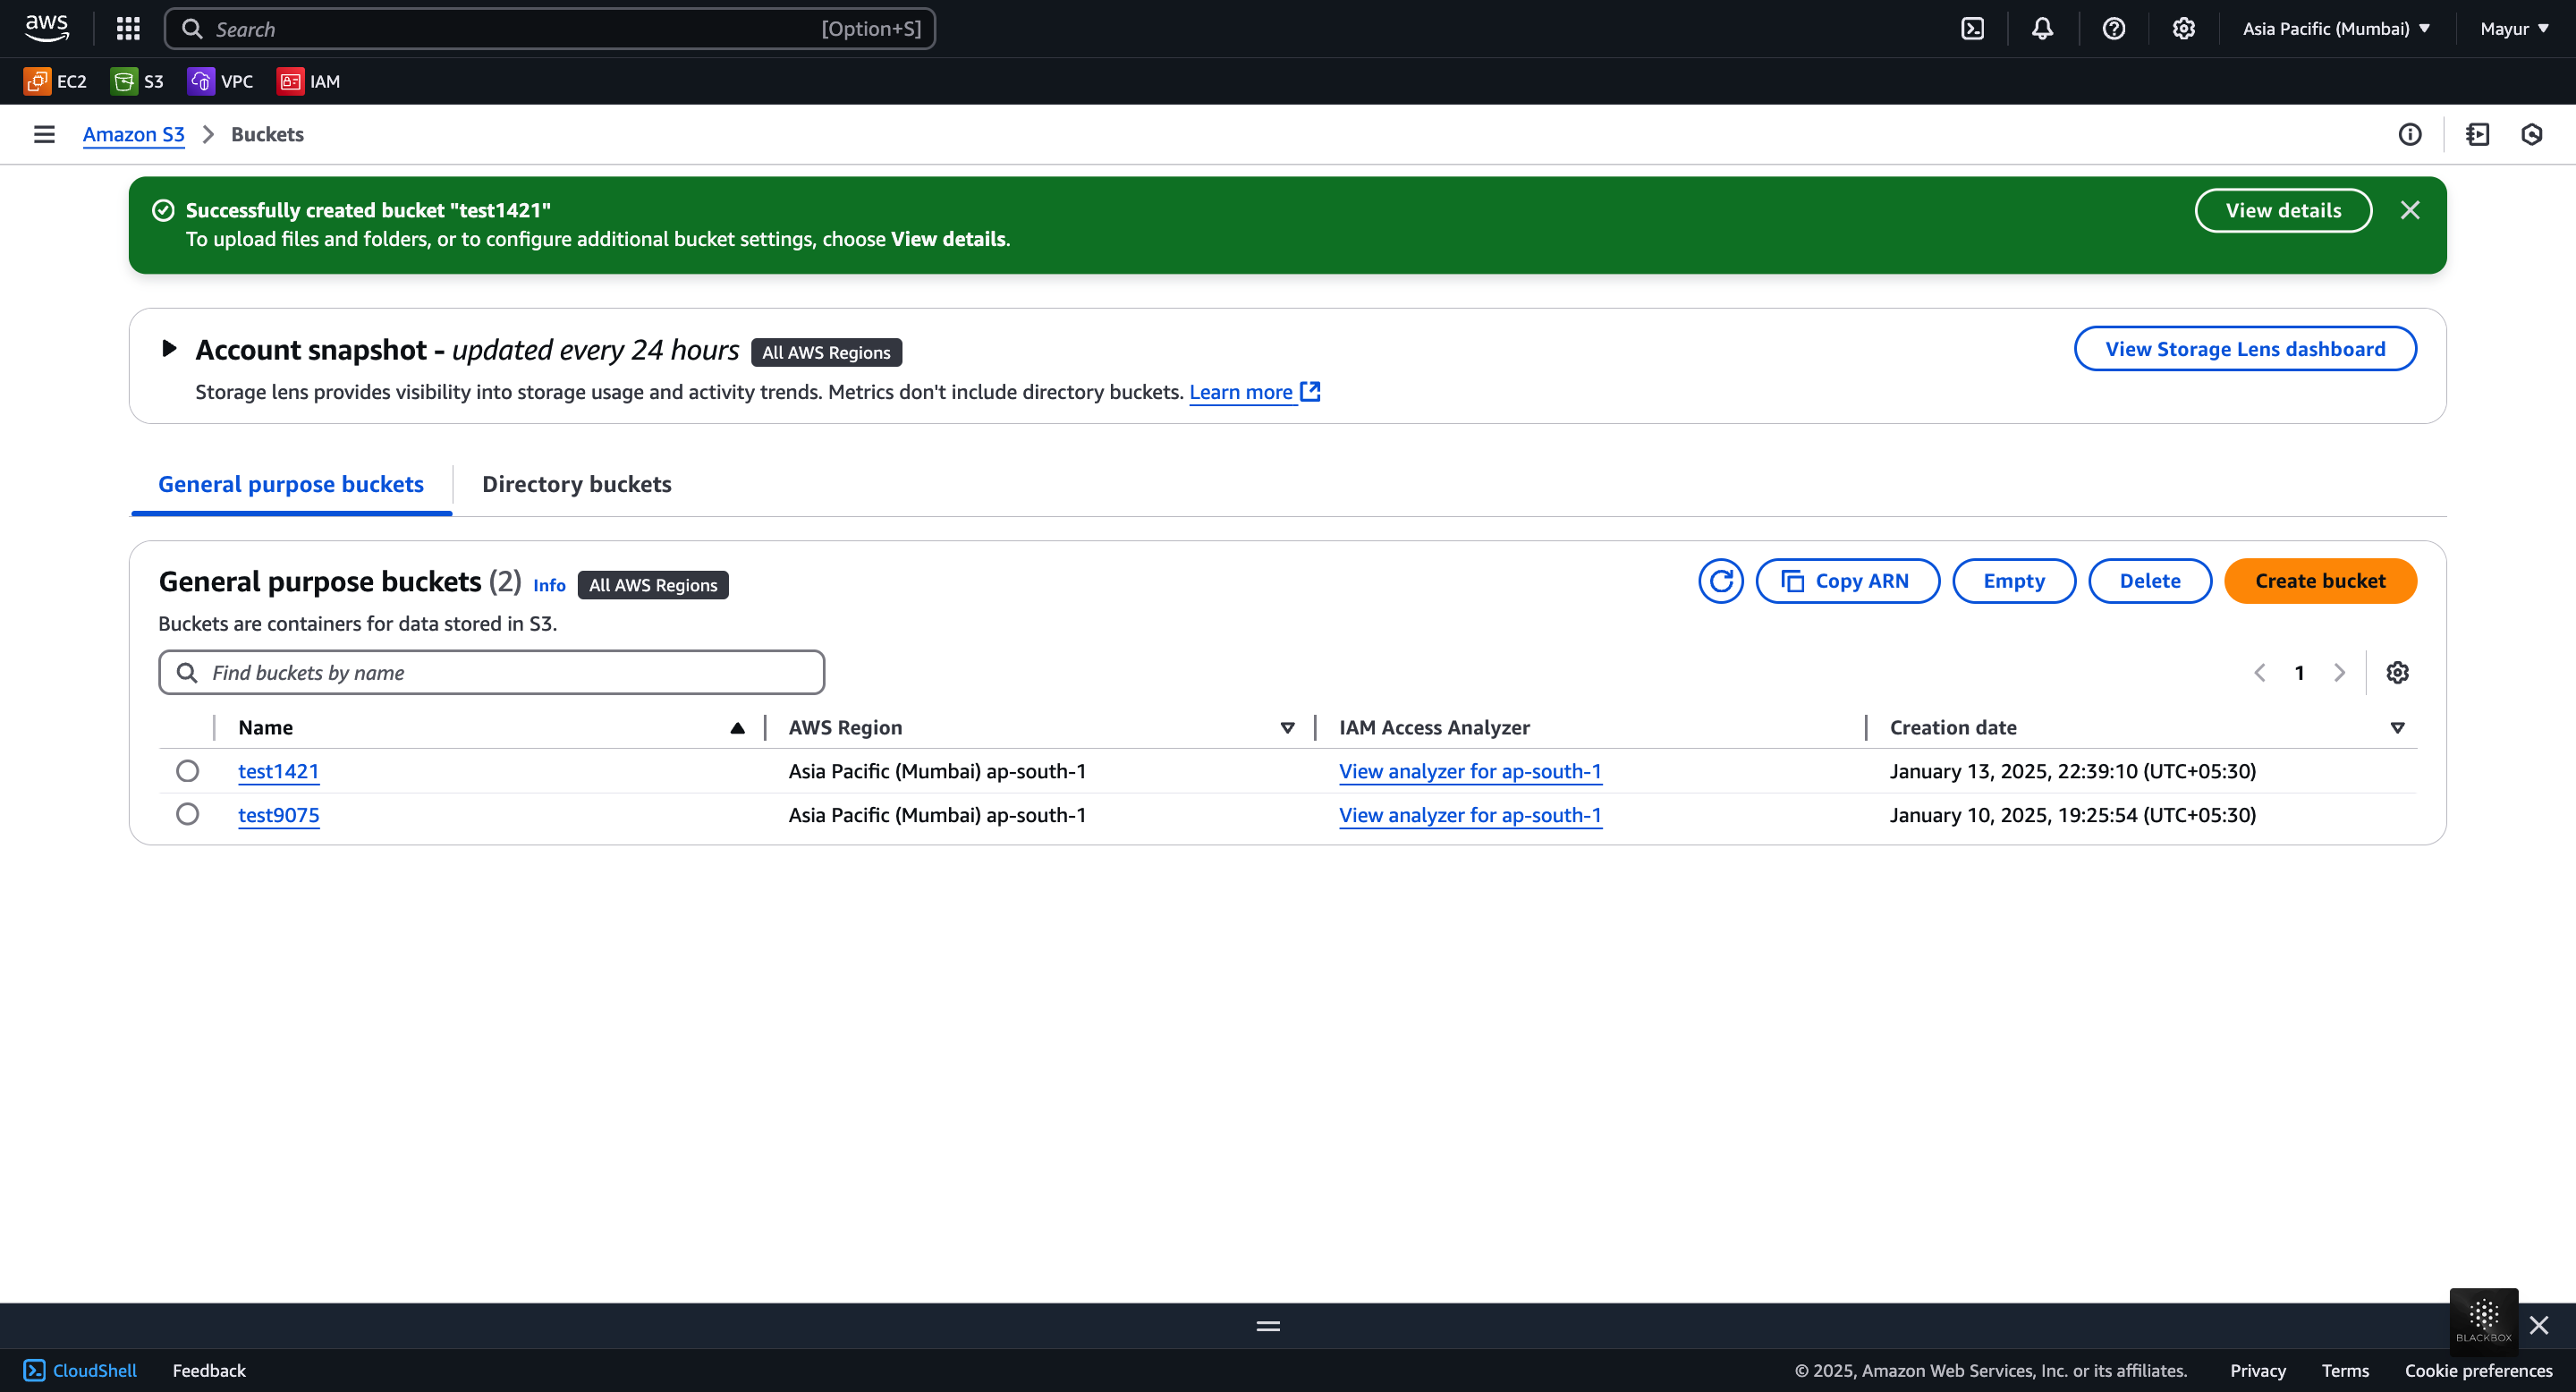 aws
Search [Option+S] Asia Pacific (Mumbai) Mayur
EC2 S3 VPC IAM
Amazon S3 Buckets
Successfully created bucket "test1421" View details
To upload files and folders, or to configure additional bucket settings, choose View details.
Account snapshot - updated every 24 hours All AWS Regions View Storage Lens dashboard
Storage lens provides visibility into storage usage and activity trends. Metrics don't include directory buckets. Learn more
General purpose buckets Directory buckets
General purpose buckets (2) Info All AWS Regions Copy ARN Empty Delete Create bucket
Buckets are containers for data stored in S3.
Find buckets by name 1
Name AWS Region IAM Access Analyzer Creation date
test1421 Asia Pacific (Mumbai) ap-south-1 View analyzer for ap-south-1 January 13, 2025, 22:39:10 (UTC+05:30)
test9075 Asia Pacific (Mumbai) ap-south-1 View analyzer for ap-south-1 January 10, 2025, 19:25:54 (UTC+05:30)
BLACKBOX
CloudShell Feedback © 2025, Amazon Web Services, Inc. or its affiliates. Privacy Terms Cookie preferences